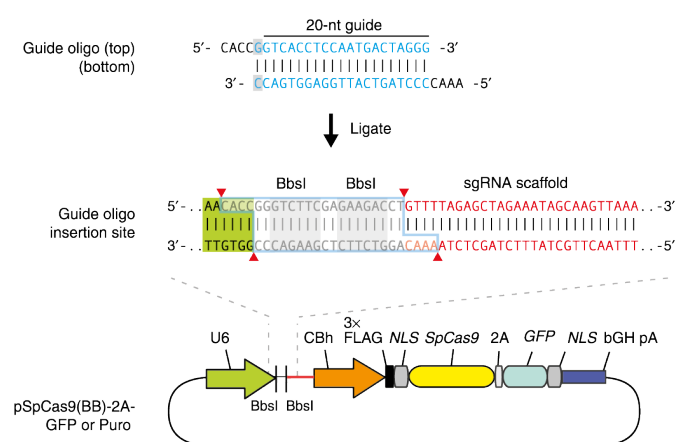 20-nt guide
Guide oligo (top) 5′- CACCGGTCACCTCCAATGACTAGGG -3′
(bottom) 3′- CCAGTGGAGGTTACTGATCCCCAAA -5′
Ligate
BbsI BbsI sgRNA scaffold
5′-..AACACCGGGTCTTCGAGAAGACCTGTTTTAGAGCTAGAAATAGCAAGTTAAA..-3′
Guide oligo
insertion site
3′-..TTGTGGCCCAGAAGCTCTTCTGGACAAAATCTCGATCTTTATCGTTCAATTT..-5′
3×
U6 CBh FLAG NLS SpCas9 2A GFP NLS bGH pA
BbsI BbsI
pSpCas9(BB)-2A-
GFP or Puro